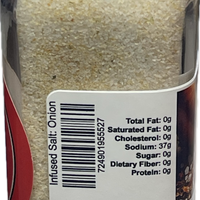 Infused Salt: Onion
724901955527
Total Fat: 0g
Saturated Fat: 0g
Cholesterol: 0g
Sodium: 37g
Sugar: 0g
Dietary Fiber: 0g
Protein: 0g